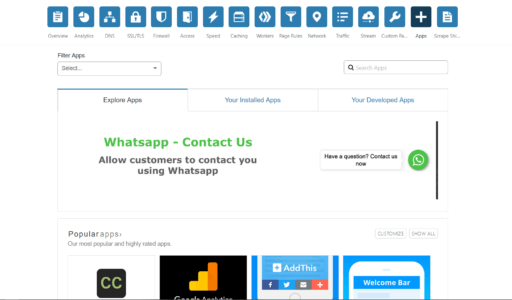 Overview Analytics DNS SSL/TLS Firewall Access Speed Caching Workers Page Rules Network Traffic Stream Custom Pa... Apps Scrape Shi...
Filter Apps
Select...
Search Apps
Explore Apps
Your Installed Apps
Your Developed Apps
Whatsapp - Contact Us
Allow customers to contact you
using Whatsapp
Have a question? Contact us
now
Popularapps›
CUSTOMIZE
SHOW ALL
Our most popular and highly rated apps.
CC
Google Analytics
AddThis
Welcome Bar